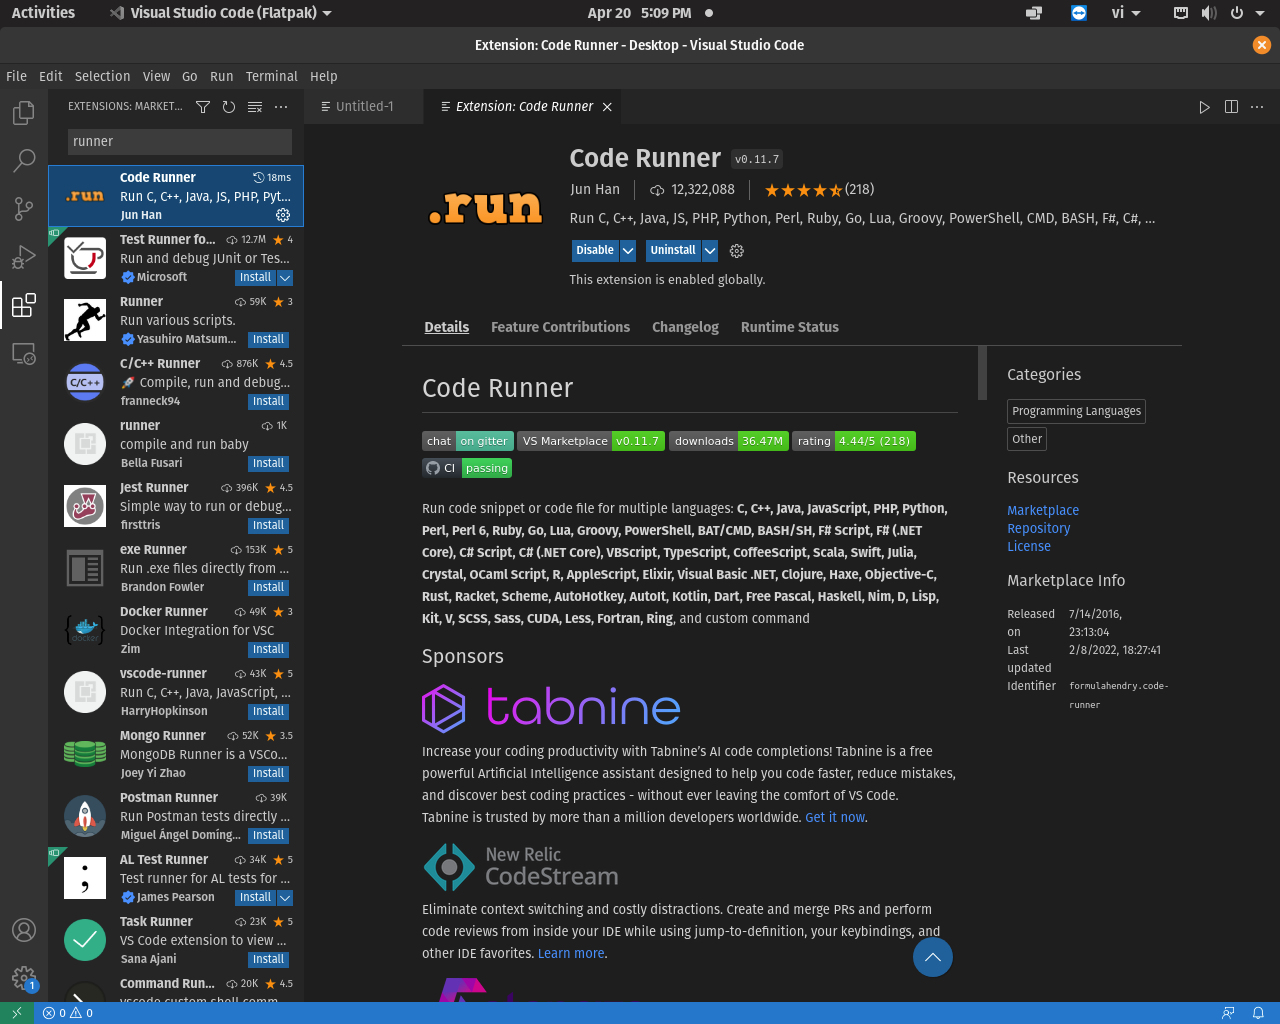 Activities
Visual Studio Code (Flatpak)
Apr 20 5:09 PM
vi
Extension: Code Runner - Desktop - Visual Studio Code
File Edit Selection View Go Run Terminal Help
EXTENSIONS: MARKET...
runner
Code Runner 18ms
Run C, C++, Java, JS, PHP, Pyt...
Jun Han
Test Runner fo... 12.7M 4
Run and debug JUnit or Tes...
Microsoft Install
Runner 59K 3
Run various scripts.
Yasuhiro Matsum... Install
C/C++
C/C++ Runner 876K 4.5
🚀 Compile, run and debug...
franneck94 Install
runner 1K
compile and run baby
Bella Fusari Install
Jest Runner 396K 4.5
Simple way to run or debug...
firsttris Install
exe Runner 153K 5
Run .exe files directly from ...
Brandon Fowler Install
docker
Docker Runner 49K 3
Docker Integration for VSC
Zim Install
vscode-runner 43K 5
Run C, C++, Java, JavaScript, ...
HarryHopkinson Install
Mongo Runner 52K 3.5
MongoDB Runner is a VSCo...
Joey Yi Zhao Install
Postman Runner 39K
Run Postman tests directly ...
Miguel Ángel Domíng... Install
AL Test Runner 34K 5
Test runner for AL tests for ...
James Pearson Install
Task Runner 23K 5
VS Code extension to view ...
Sana Ajani Install
Command Run... 20K 4.5
vscode custom shell comm
1
Untitled-1
Extension: Code Runner
.run
Code Runner v0.11.7
Jun Han 12,322,088 (218)
Run C, C++, Java, JS, PHP, Python, Perl, Ruby, Go, Lua, Groovy, PowerShell, CMD, BASH, F#, C#, ...
Disable Uninstall
This extension is enabled globally.
Details Feature Contributions Changelog Runtime Status
Code Runner
chat on gitter VS Marketplace v0.11.7 downloads 36.47M rating 4.44/5 (218)
CI passing
Run code snippet or code file for multiple languages: C, C++, Java, JavaScript, PHP, Python,
Perl, Perl 6, Ruby, Go, Lua, Groovy, PowerShell, BAT/CMD, BASH/SH, F# Script, F# (.NET
Core), C# Script, C# (.NET Core), VBScript, TypeScript, CoffeeScript, Scala, Swift, Julia,
Crystal, OCaml Script, R, AppleScript, Elixir, Visual Basic .NET, Clojure, Haxe, Objective-C,
Rust, Racket, Scheme, AutoHotkey, AutoIt, Kotlin, Dart, Free Pascal, Haskell, Nim, D, Lisp,
Kit, V, SCSS, Sass, CUDA, Less, Fortran, Ring, and custom command
Sponsors
tabnine
Increase your coding productivity with Tabnine's AI code completions! Tabnine is a free
powerful Artificial Intelligence assistant designed to help you code faster, reduce mistakes,
and discover best coding practices - without ever leaving the comfort of VS Code.
Tabnine is trusted by more than a million developers worldwide. Get it now.
New Relic
CodeStream
Eliminate context switching and costly distractions. Create and merge PRs and perform
code reviews from inside your IDE while using jump-to-definition, your keybindings, and
other IDE favorites. Learn more.
Categories
Programming Languages
Other
Resources
Marketplace
Repository
License
Marketplace Info
Released on 7/14/2016, 23:13:04
Last updated 2/8/2022, 18:27:41
Identifier formulahendry.code-runner
0 0